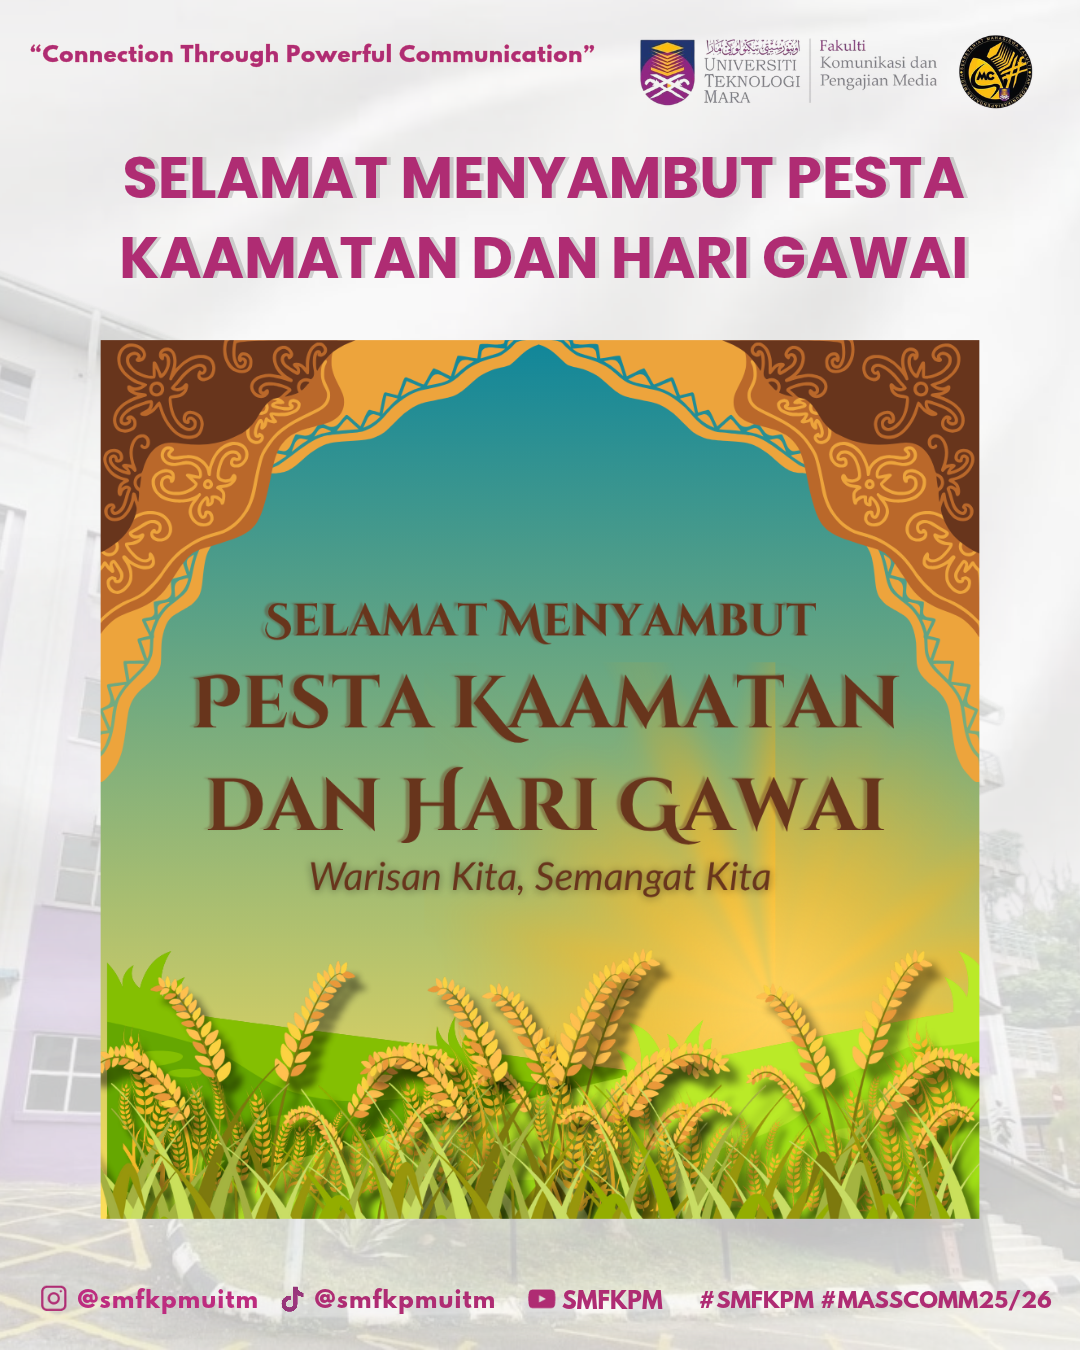 “Connection Through Powerful Communication”
UNIVERSITI
TEKNOLOGI
MARA
Fakulti
Komunikasi dan
Pengajian Media
MC
SELAMAT MENYAMBUT PESTA
KAAMATAN DAN HARI GAWAI
SELAMAT MENYAMBUT
PESTA KAAMATAN
DAN HARI GAWAI
Warisan Kita, Semangat Kita
@smfkpmuitm @smfkpmuitm SMFKPM #SMFKPM #MASSCOMM25/26